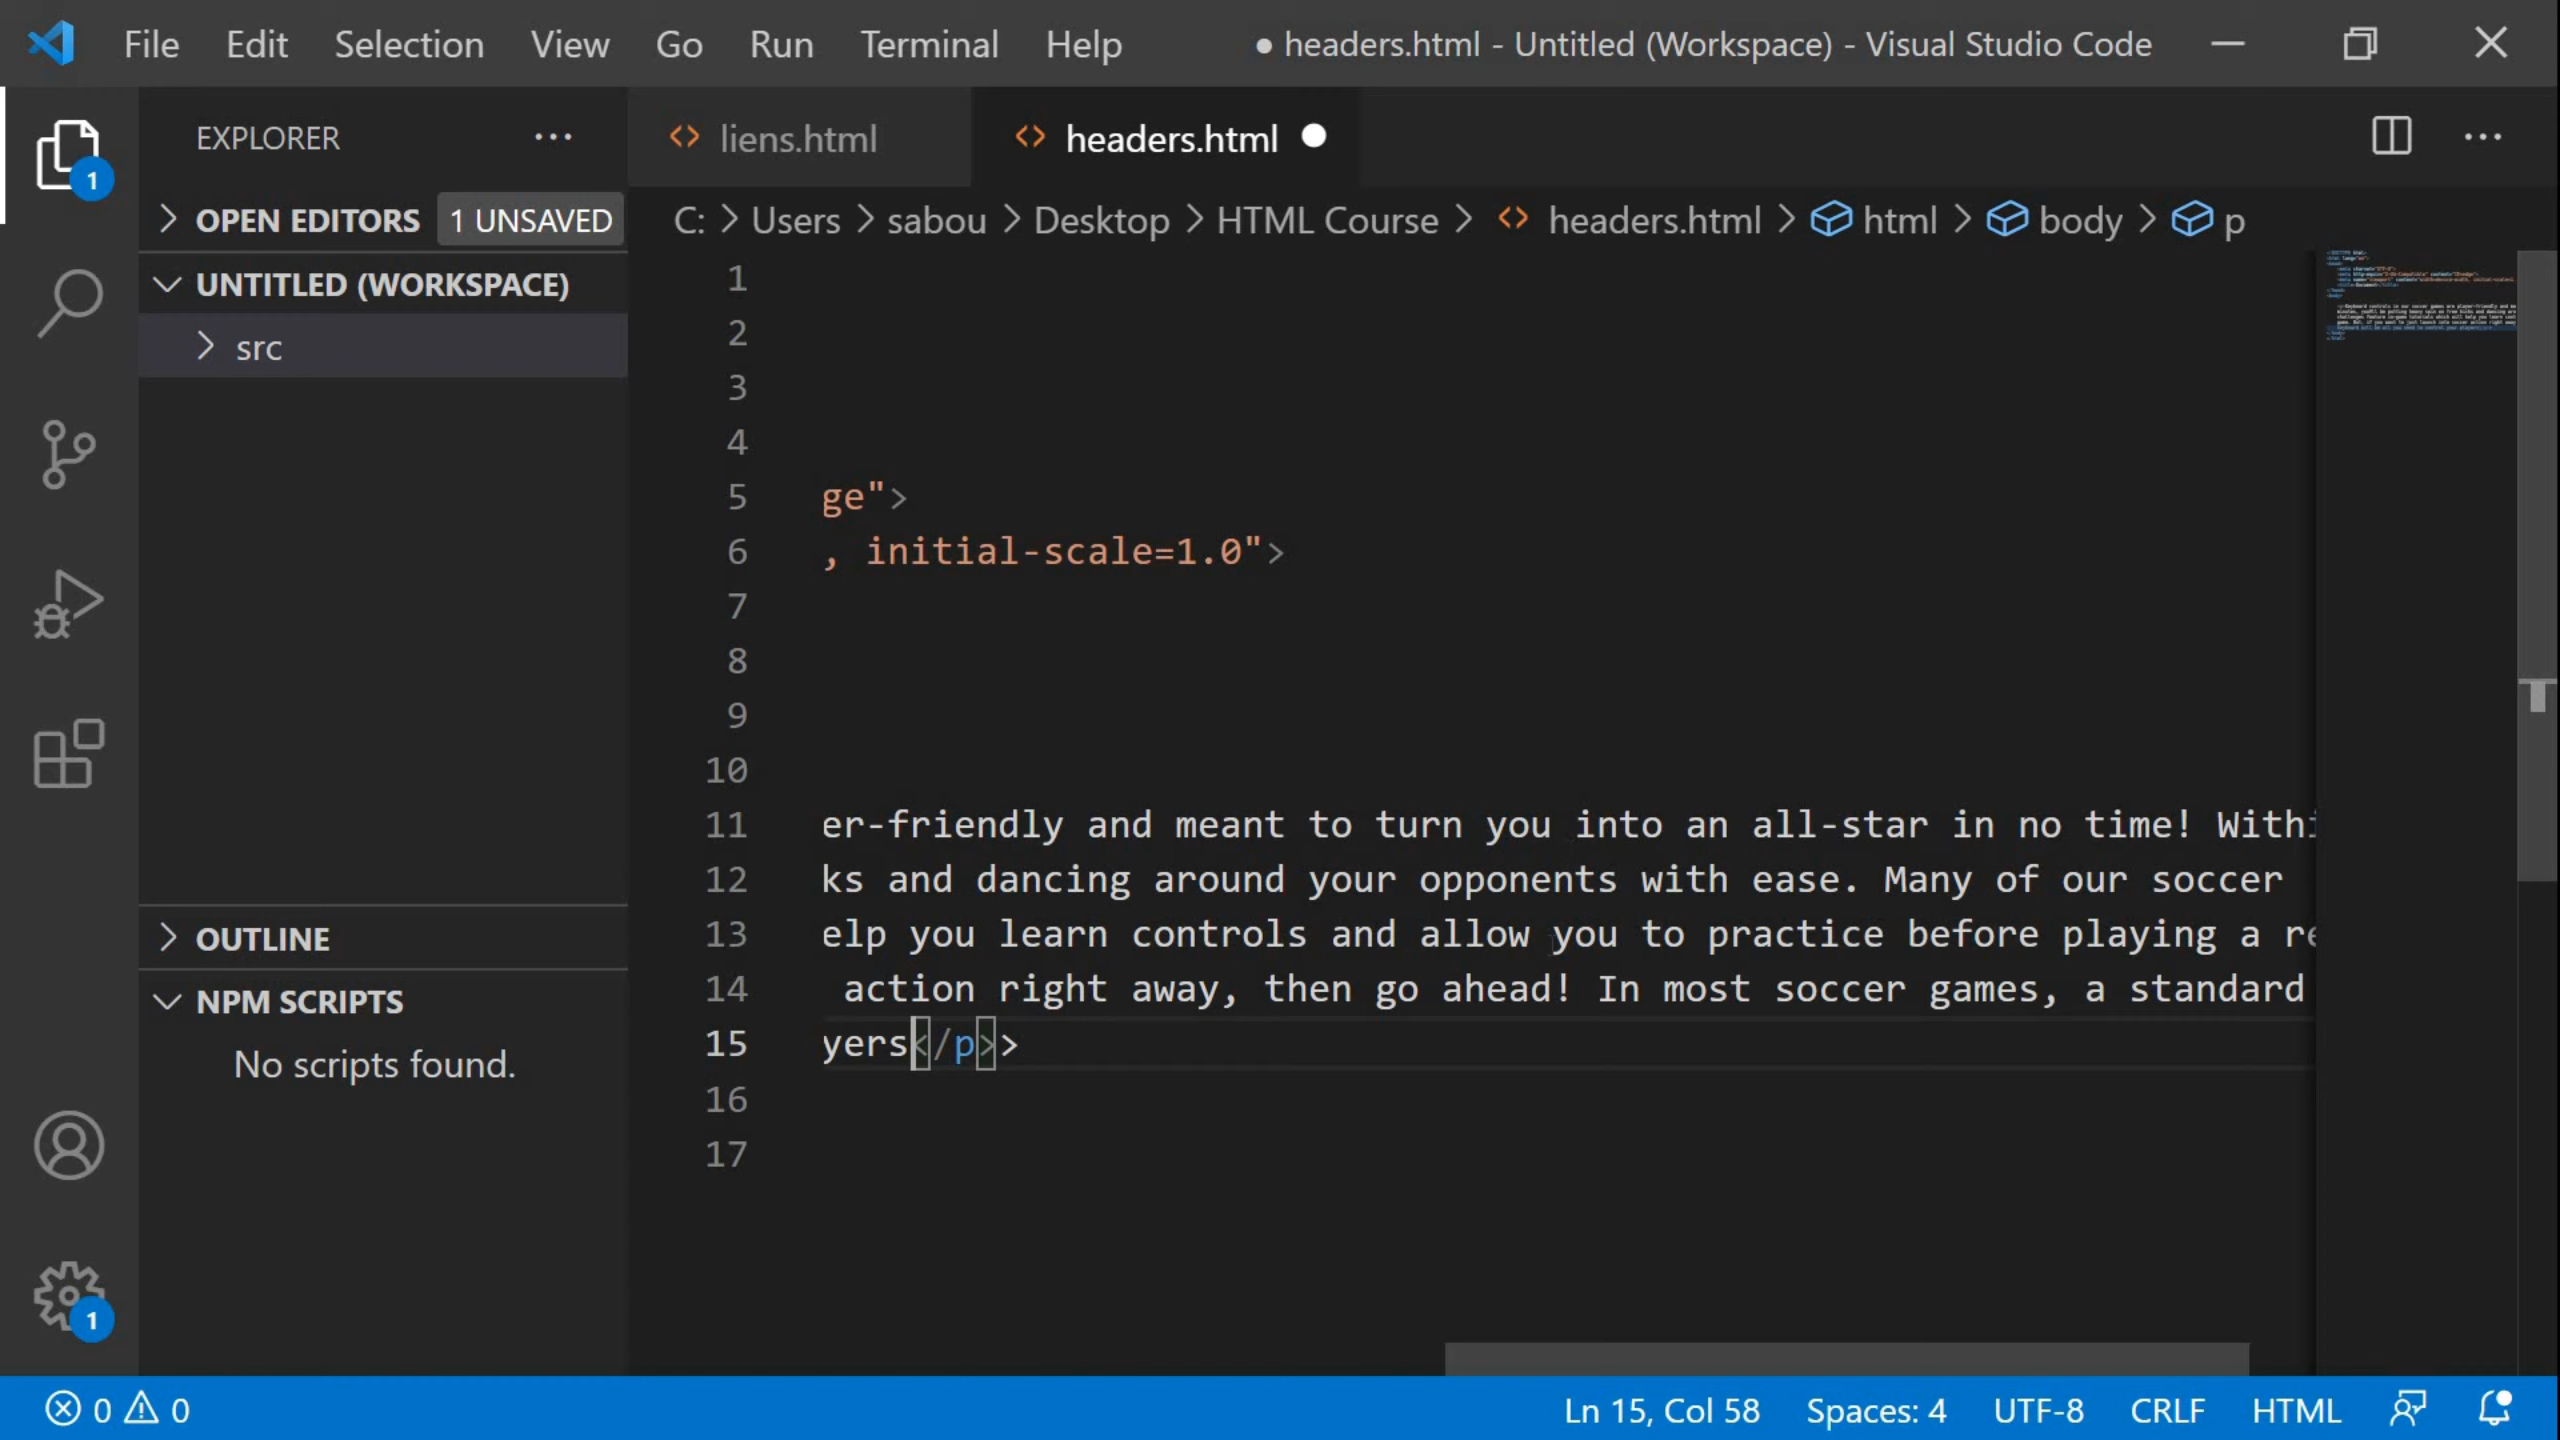 File Edit Selection View Go Run Terminal Help ● headers.html - Untitled (Workspace) - Visual Studio Code
EXPLORER ···
liens.html headers.html ●
1
OPEN EDITORS 1 UNSAVED
C: > Users > sabou > Desktop > HTML Course > headers.html > html > body > p
UNTITLED (WORKSPACE)
src
1
2
3
4
5 ge">
6 , initial-scale=1.0">
7
8
9
10
11 er-friendly and meant to turn you into an all-star in no time! Withi
12 ks and dancing around your opponents with ease. Many of our soccer
13 elp you learn controls and allow you to practice before playing a re
14 action right away, then go ahead! In most soccer games, a standard
15 yers</p>>
16
17
OUTLINE
NPM SCRIPTS
No scripts found.
1
0 0 Ln 15, Col 58 Spaces: 4 UTF-8 CRLF HTML